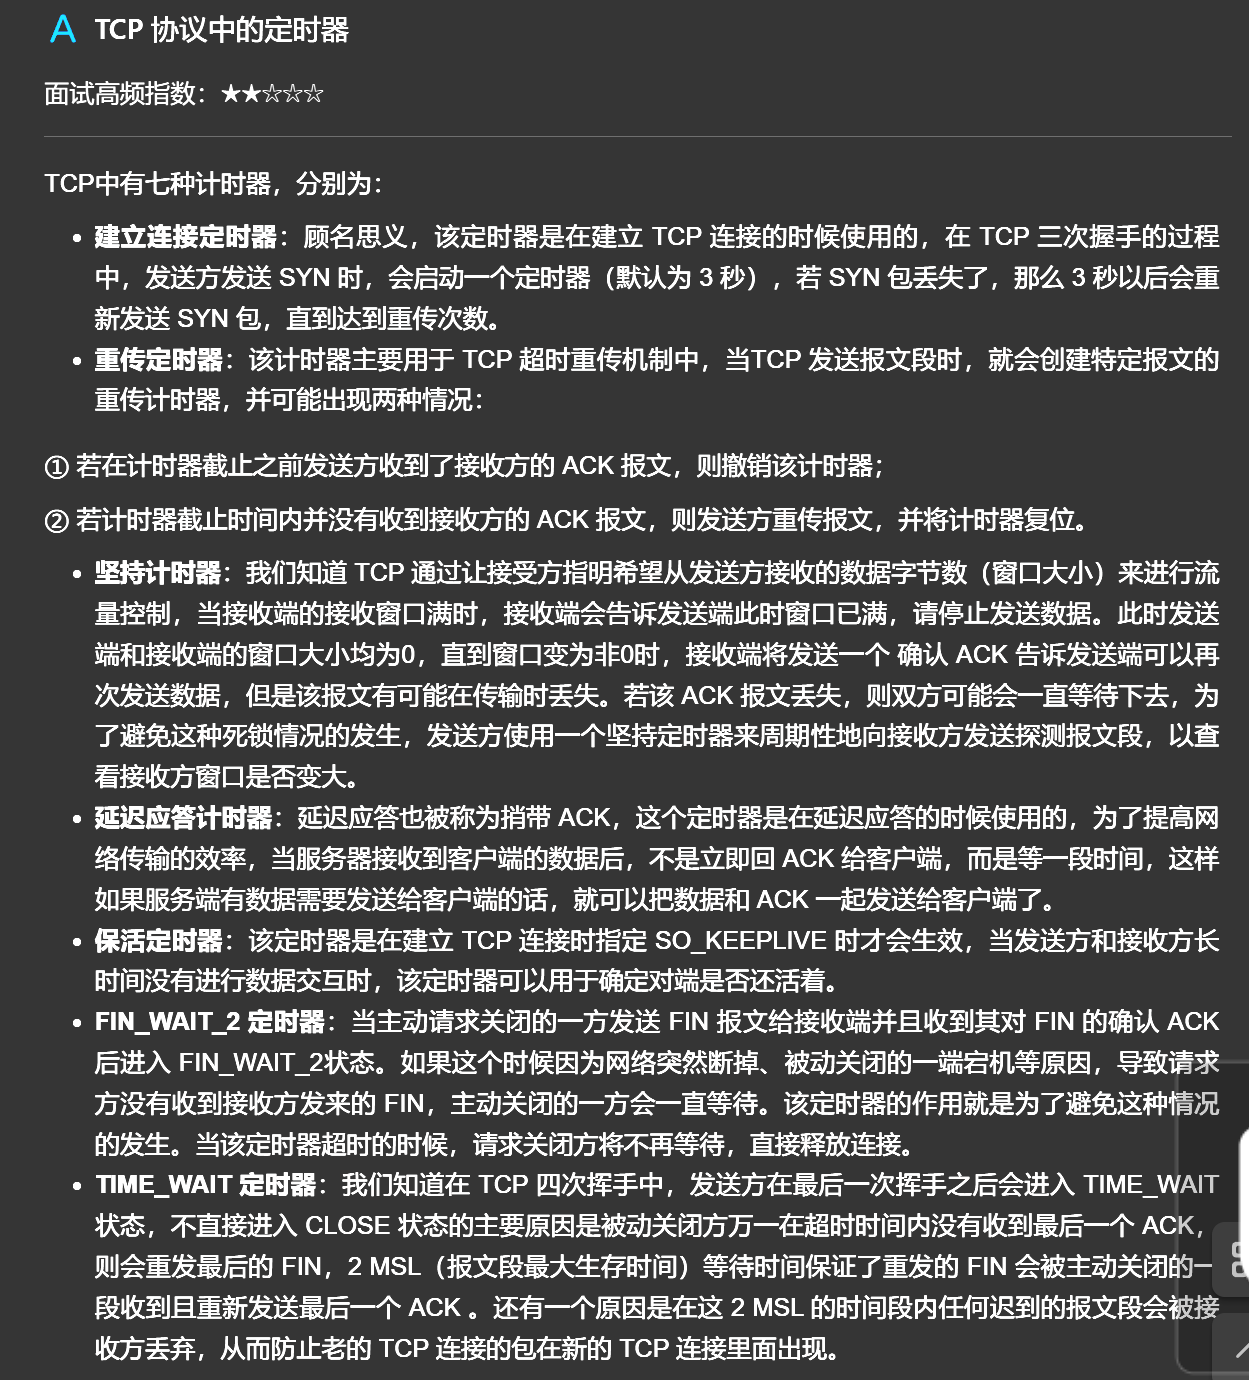 TCP 协议中的定时器
面试高频指数：★★☆☆☆
TCP中有七种计时器，分别为：
• 建立连接定时器：顾名思义，该定时器是在建立 TCP 连接的时候使用的，在 TCP 三次握手的过程
中，发送方发送 SYN 时，会启动一个定时器（默认为 3 秒），若 SYN 包丢失了，那么 3 秒以后会重
新发送 SYN 包，直到达到重传次数。
• 重传定时器：该计时器主要用于 TCP 超时重传机制中，当TCP 发送报文段时，就会创建特定报文的
重传计时器，并可能出现两种情况：
① 若在计时器截止之前发送方收到了接收方的 ACK 报文，则撤销该计时器；
② 若计时器截止时间内并没有收到接收方的 ACK 报文，则发送方重传报文，并将计时器复位。
• 坚持计时器：我们知道 TCP 通过让接受方指明希望从发送方接收的数据字节数（窗口大小）来进行流
量控制，当接收端的接收窗口满时，接收端会告诉发送端此时窗口已满，请停止发送数据。此时发送
端和接收端的窗口大小均为0，直到窗口变为非0时，接收端将发送一个 确认 ACK 告诉发送端可以再
次发送数据，但是该报文有可能在传输时丢失。若该 ACK 报文丢失，则双方可能会一直等待下去，为
了避免这种死锁情况的发生，发送方使用一个坚持定时器来周期性地向接收方发送探测报文段，以查
看接收方窗口是否变大。
• 延迟应答计时器：延迟应答也被称为捎带 ACK，这个定时器是在延迟应答的时候使用的，为了提高网
络传输的效率，当服务器接收到客户端的数据后，不是立即回 ACK 给客户端，而是等一段时间，这样
如果服务端有数据需要发送给客户端的话，就可以把数据和 ACK 一起发送给客户端了。
• 保活定时器：该定时器是在建立 TCP 连接时指定 SO_KEEPLIVE 时才会生效，当发送方和接收方长
时间没有进行数据交互时，该定时器可以用于确定对端是否还活着。
• FIN_WAIT_2 定时器：当主动请求关闭的一方发送 FIN 报文给接收端并且收到其对 FIN 的确认 ACK
后进入 FIN_WAIT_2状态。如果这个时候因为网络突然断掉、被动关闭的一端宕机等原因，导致请求
方没有收到接收方发来的 FIN，主动关闭的一方会一直等待。该定时器的作用就是为了避免这种情况
的发生。当该定时器超时的时候，请求关闭方将不再等待，直接释放连接。
• TIME_WAIT 定时器：我们知道在 TCP 四次挥手中，发送方在最后一次挥手之后会进入 TIME_WAIT
状态，不直接进入 CLOSE 状态的主要原因是被动关闭方万一在超时时间内没有收到最后一个 ACK，
则会重发最后的 FIN，2 MSL（报文段最大生存时间）等待时间保证了重发的 FIN 会被主动关闭的一
段收到且重新发送最后一个 ACK 。还有一个原因是在这 2 MSL 的时间段内任何迟到的报文段会被接
收方丢弃，从而防止老的 TCP 连接的包在新的 TCP 连接里面出现。